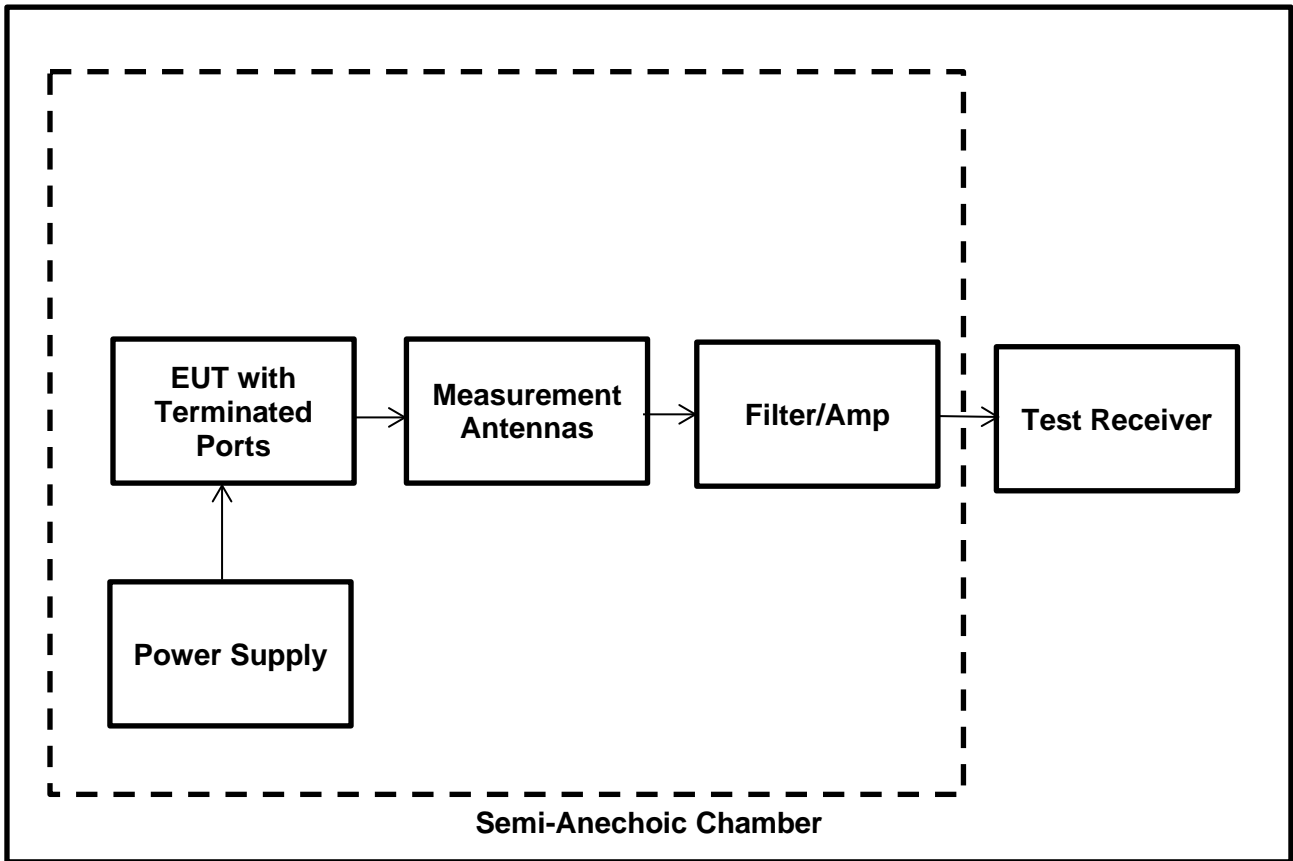 EUT with
Terminated
Ports
Measurement
Antennas
Filter/Amp
Test Receiver
Power Supply
Semi-Anechoic Chamber